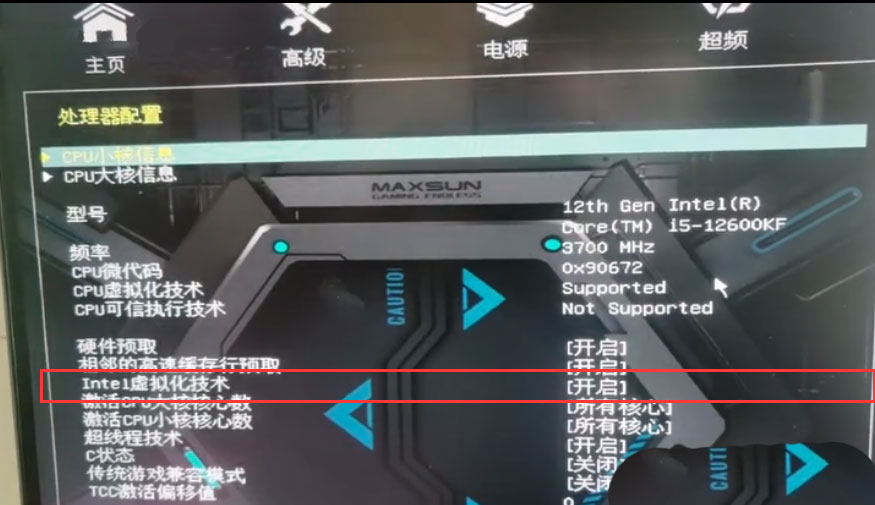 主页 高级 电源 超频
处理器配置
CPU小核信息
CPU大核信息
MAXSUN
GAMING ENDLESS
型号 12th Gen Intel(R)
Core(TM) i5-12600KF
频率 3700 MHz
CPU微代码 0x90672
CPU虚拟化技术 Supported
CPU可信执行技术 Not Supported
CAUTION
硬件预取 [开启]
相邻的高速缓存行预取 [开启]
Intel虚拟化技术 [开启]
激活CPU大核核心数 [所有核心]
激活CPU小核核心数 [所有核心]
超线程技术 [开启]
C状态 [关闭
传统游戏兼容模式 [关闭
TCC激活偏移值 0
CAUTI